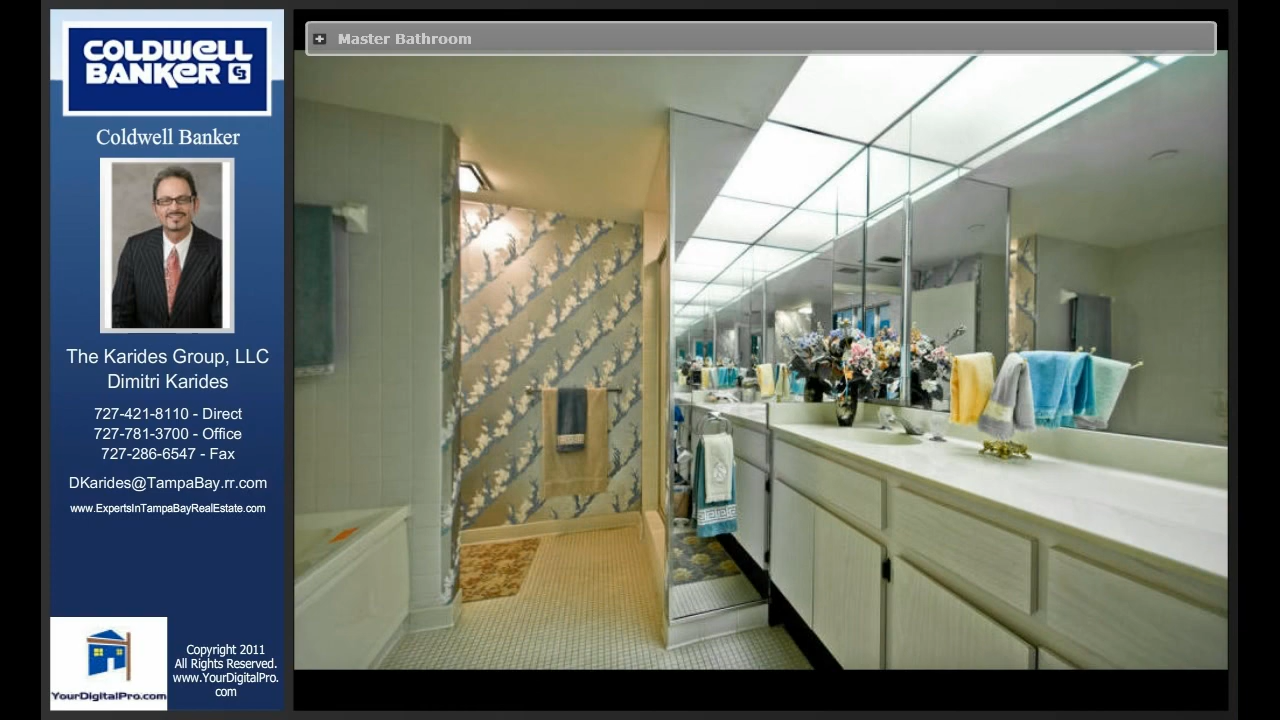 COLDWELL
BANKER CB
Coldwell Banker
The Karides Group, LLC
Dimitri Karides
727-421-8110 - Direct
727-781-3700 - Office
727-286-6547 - Fax
DKarides@TampaBay.rr.com
www.ExpertsInTampaBayRealEstate.com
YourDigitalPro.com
Copyright 2011
All Rights Reserved.
www.YourDigitalPro.
com
Master Bathroom